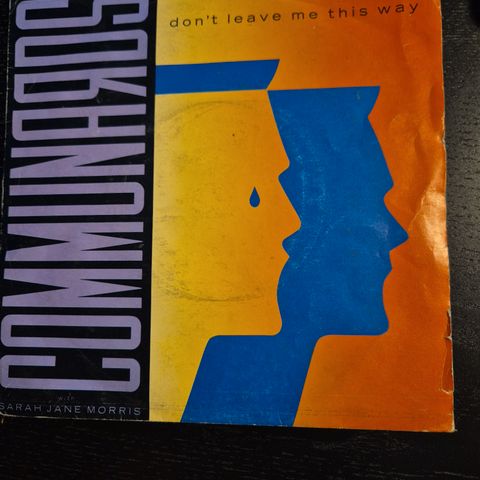 don't leave me this way
COMMUNARDS
with
SARAH JANE MORRIS